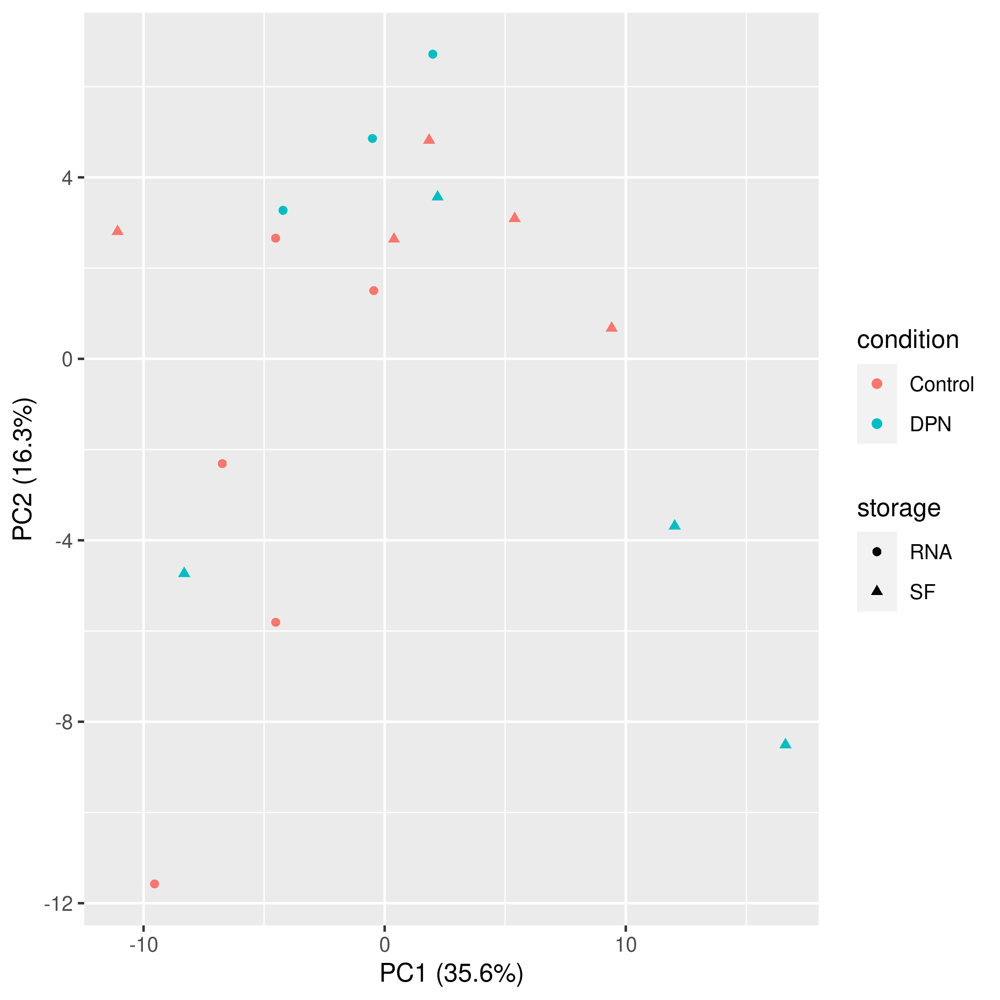 4
0
-4
-8
-12
-10
0
10
PC1 (35.6%)
PC2 (16.3%)
condition
Control
DPN
storage
RNA
SF